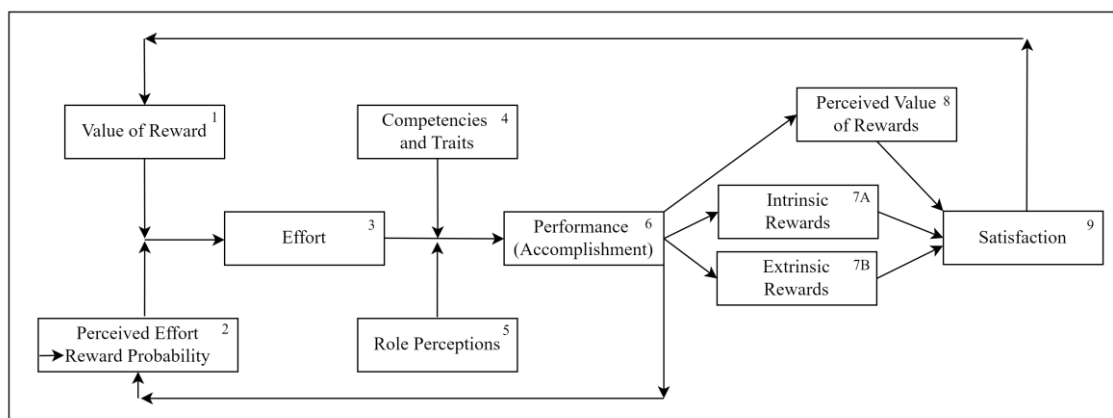 Value of Reward 1
Competencies 4
and Traits
Perceived Value 8
of Rewards
Effort 3
Performance 6
(Accomplishment)
Intrinsic 7A
Rewards
Extrinsic 7B
Rewards
Satisfaction 9
Perceived Effort 2
Reward Probability
Role Perceptions 5